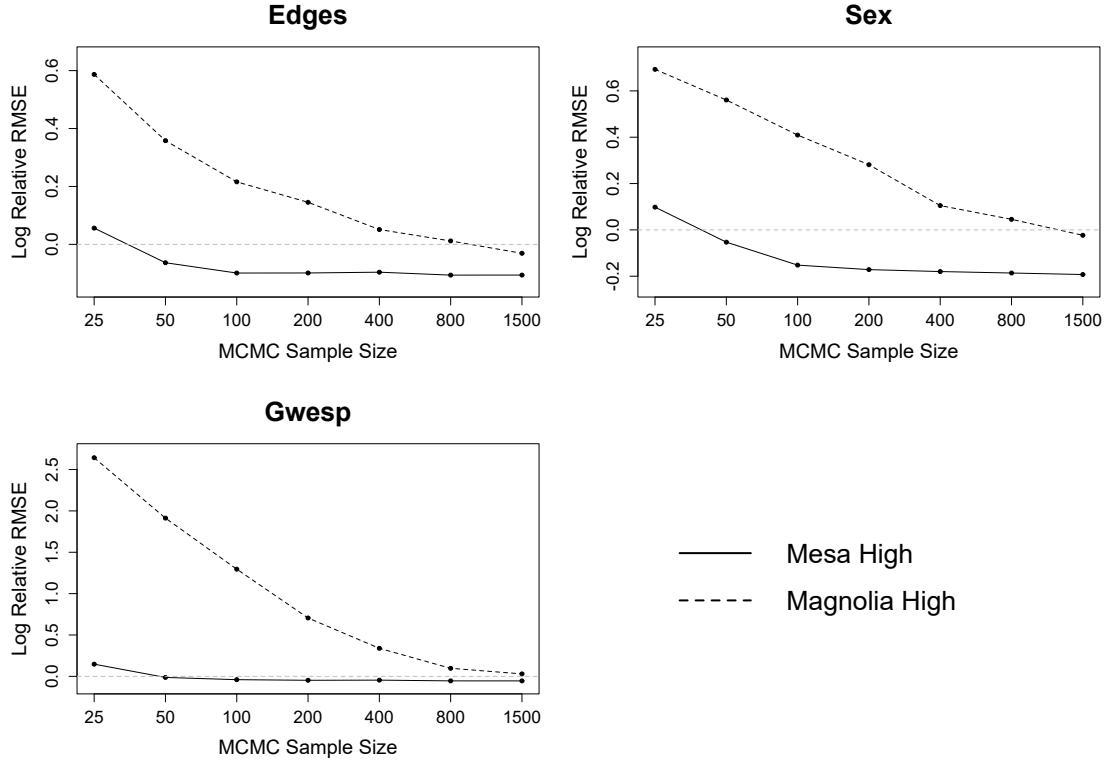 Edges
Log Relative RMSE
0.6
0.4
0.2
0.0
25 50 100 200 400 800 1500
MCMC Sample Size
Sex
Log Relative RMSE
0.6
0.4
0.2
0.0
-0.2
25 50 100 200 400 800 1500
MCMC Sample Size
Gwesp
Log Relative RMSE
2.5
2.0
1.5
1.0
0.5
0.0
25 50 100 200 400 800 1500
MCMC Sample Size
Mesa High
Magnolia High